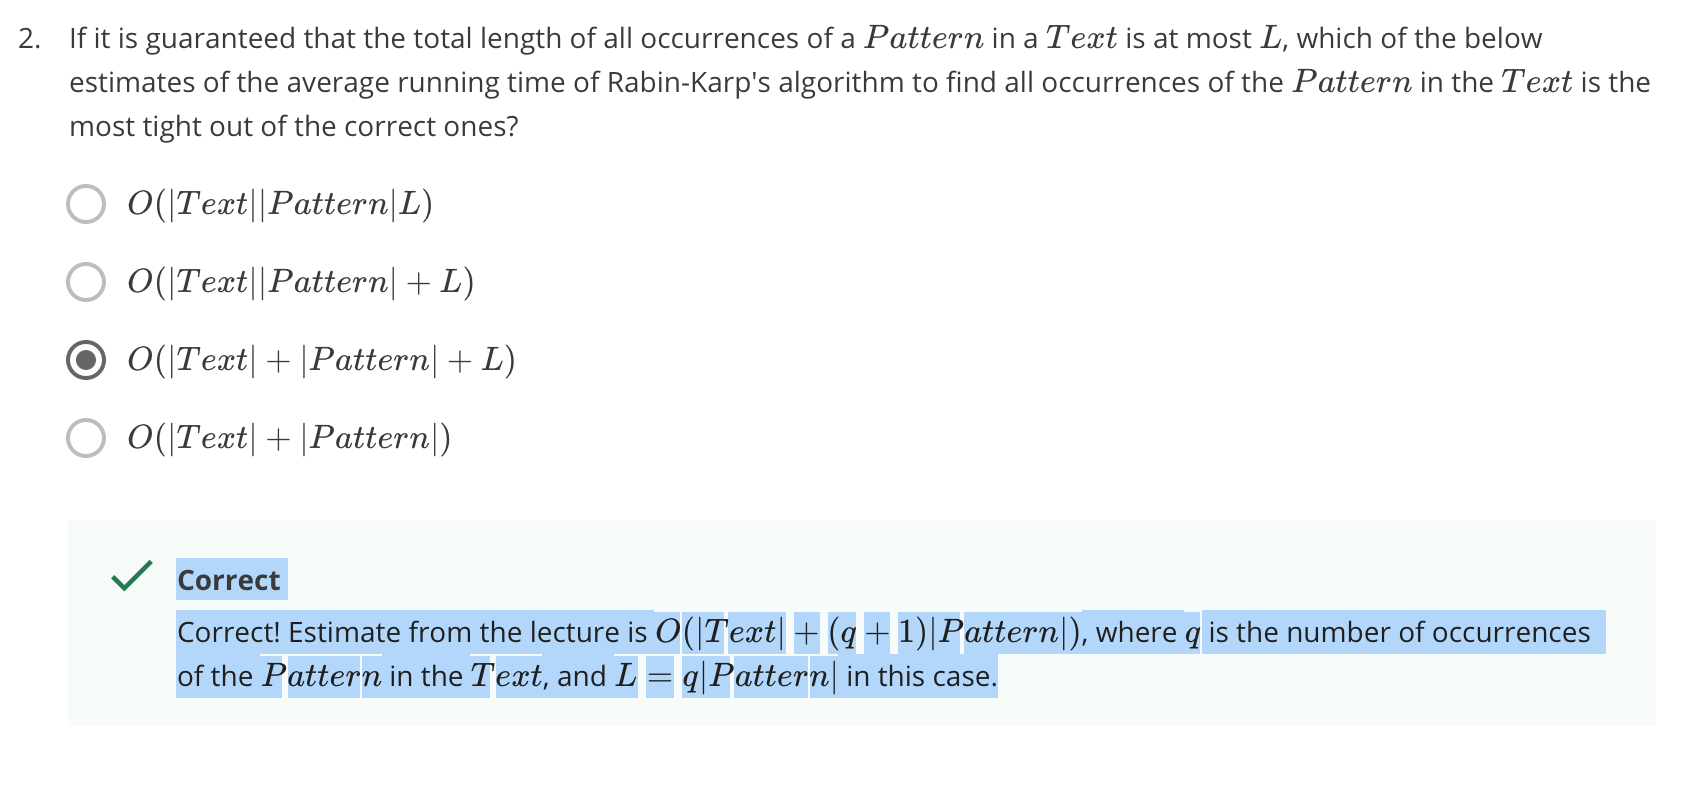 2. If it is guaranteed that the total length of all occurrences of a Pattern in a Text is at most L, which of the below
estimates of the average running time of Rabin-Karp's algorithm to find all occurrences of the Pattern in the Text is the
most tight out of the correct ones?
O(|Text||Pattern|L)
O(|Text||Pattern| + L)
O(|Text| + |Pattern| + L)
O(|Text| + |Pattern|)
Correct
Correct! Estimate from the lecture is O(|Text| + (q + 1)|Pattern|), where q is the number of occurrences
of the Pattern in the Text, and L = q|Pattern| in this case.